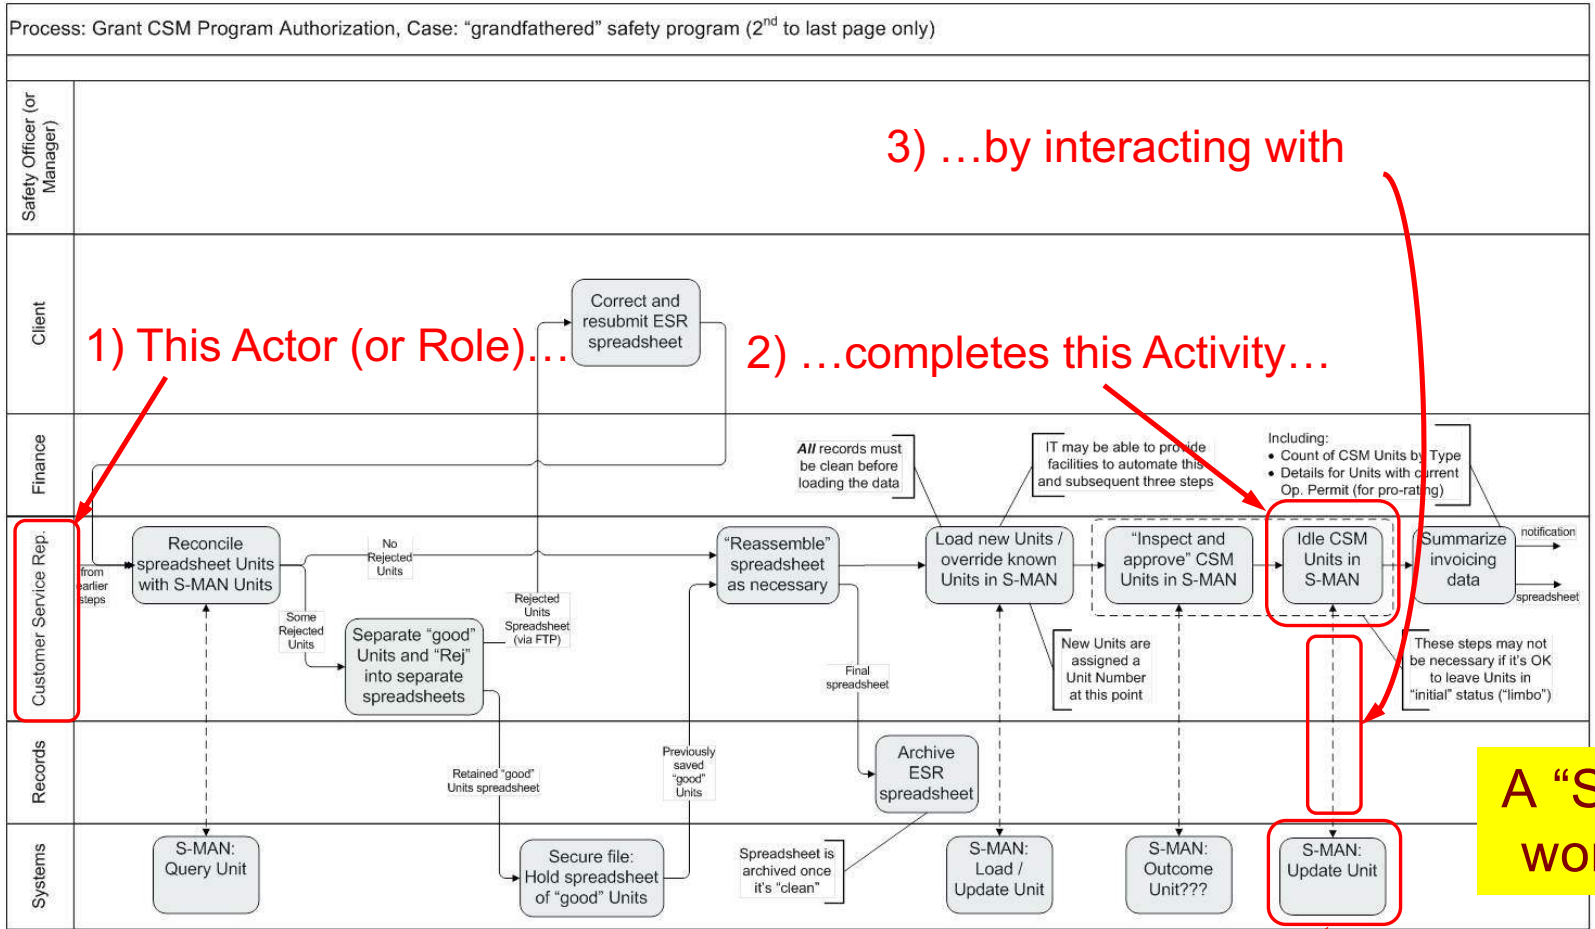 Process: Grant CSM Program Authorization, Case: “grandfathered” safety program (2nd to last page only)
Safety Officer (or
Manager)
3) …by interacting with
Client
Correct and
resubmit ESR
spreadsheet
1) This Actor (or Role)…
2) …completes this Activity…
Finance
All records must
be clean before
loading the data
IT may be able to provide
facilities to automate this
and subsequent three steps
Including:
• Count of CSM Units by Type
• Details for Units with current
Op. Permit (for pro-rating)
Customer Service Rep.
from
earlier
steps
Reconcile
spreadsheet Units
with S-MAN Units
No
Rejected
Units
Some
Rejected
Units
Separate “good”
Units and “Rej”
into separate
spreadsheets
Rejected
Units
Spreadsheet
(via FTP)
“Reassemble”
spreadsheet
as necessary
Final
spreadsheet
Load new Units /
override known
Units in S-MAN
New Units are
assigned a
Unit Number
at this point
“Inspect and
approve” CSM
Units in S-MAN
Idle CSM
Units in
S-MAN
Summarize
invoicing
data
notification
spreadsheet
These steps may not
be necessary if it’s OK
to leave Units in
“initial” status (“limbo”)
Records
Retained “good”
Units spreadsheet
Previously
saved
“good”
Units
Archive
ESR
spreadsheet
A “S
wor
Systems
S-MAN:
Query Unit
Secure file:
Hold spreadsheet
of “good” Units
Spreadsheet is
archived once
it’s “clean”
S-MAN:
Load /
Update Unit
S-MAN:
Outcome
Unit???
S-MAN:
Update Unit